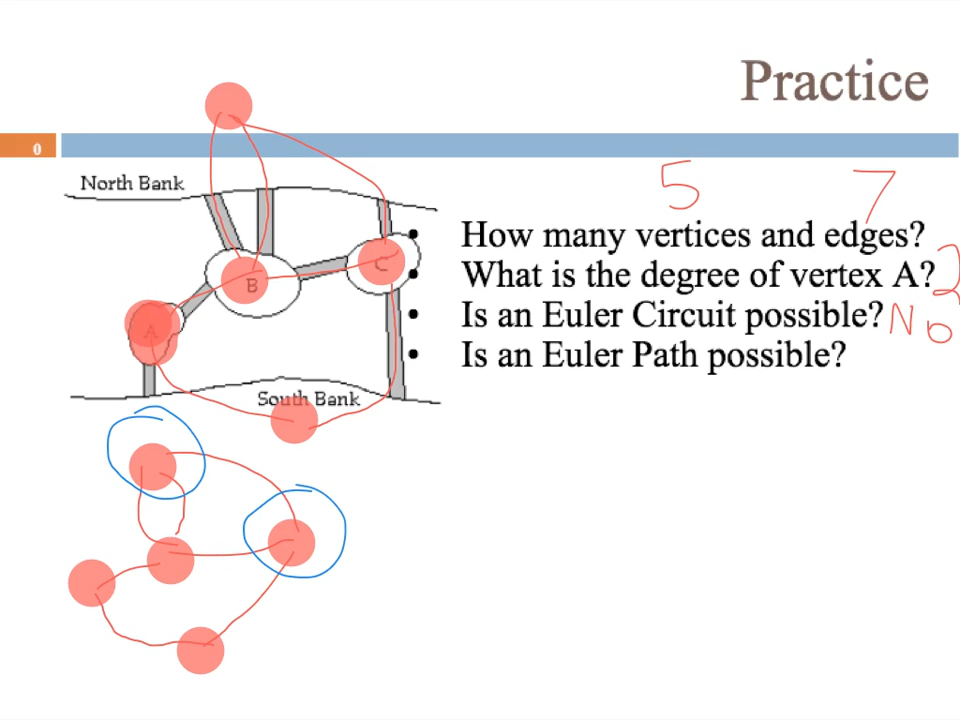 Practice
0
North Bank
5 7
• How many vertices and edges?
B
C
• What is the degree of vertex A? 2
A
• Is an Euler Circuit possible? No
• Is an Euler Path possible?
South Bank